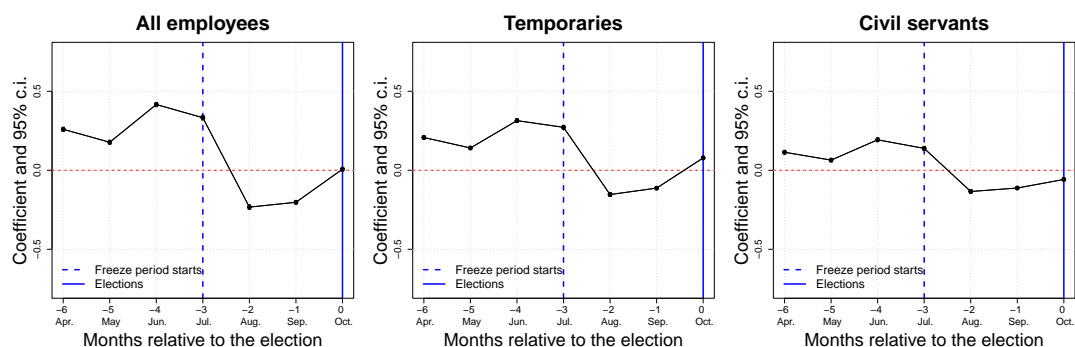 All employees
Coefficient and 95% c.i.
0.5
0.0
−0.5
Freeze period starts
Elections
−6 −5 −4 −3 −2 −1 0
Apr. May Jun. Jul. Aug. Sep. Oct.
Months relative to the election
Temporaries
Coefficient and 95% c.i.
0.5
0.0
−0.5
Freeze period starts
Elections
−6 −5 −4 −3 −2 −1 0
Apr. May Jun. Jul. Aug. Sep. Oct.
Months relative to the election
Civil servants
Coefficient and 95% c.i.
0.5
0.0
−0.5
Freeze period starts
Elections
−6 −5 −4 −3 −2 −1 0
Apr. May Jun. Jul. Aug. Sep. Oct.
Months relative to the election